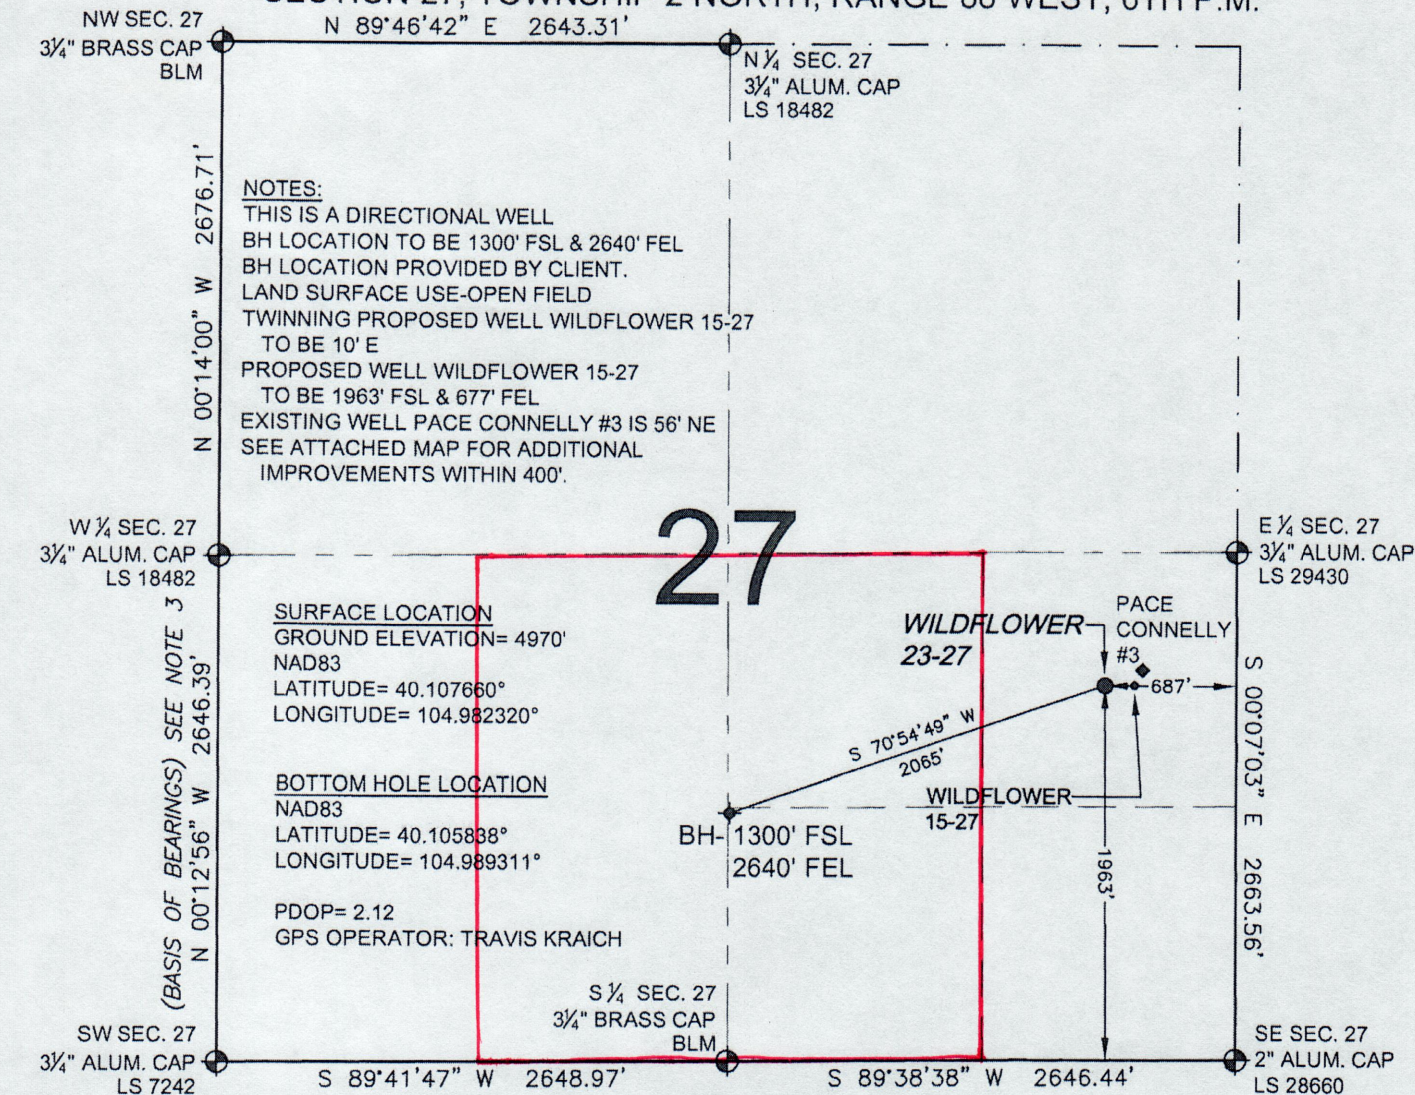 SECTION 27, TOWNSHIP 2 NORTH, RANGE 68 WEST, 6TH P.M.
NW SEC. 27
3¼" BRASS CAP
BLM
N 89°46'42" E 2643.31'
N ¼ SEC. 27
3¼" ALUM. CAP
LS 18482
N 00°14'00" W 2676.71'
NOTES:
THIS IS A DIRECTIONAL WELL
BH LOCATION TO BE 1300' FSL & 2640' FEL
BH LOCATION PROVIDED BY CLIENT.
LAND SURFACE USE-OPEN FIELD
TWINNING PROPOSED WELL WILDFLOWER 15-27
TO BE 10' E
PROPOSED WELL WILDFLOWER 15-27
TO BE 1963' FSL & 677' FEL
EXISTING WELL PACE CONNELLY #3 IS 56' NE
SEE ATTACHED MAP FOR ADDITIONAL
IMPROVEMENTS WITHIN 400'.
27
W ¼ SEC. 27
3¼" ALUM. CAP
LS 18482
E ¼ SEC. 27
3¼" ALUM. CAP
LS 29430
(BASIS OF BEARINGS) SEE NOTE 3
N 00°12'56" W 2646.39'
SURFACE LOCATION
GROUND ELEVATION= 4970'
NAD83
LATITUDE= 40.107660°
LONGITUDE= 104.982320°
BOTTOM HOLE LOCATION
NAD83
LATITUDE= 40.105838°
LONGITUDE= 104.989311°
PDOP= 2.12
GPS OPERATOR: TRAVIS KRAICH
WILDFLOWER
23-27
PACE
CONNELLY
#3
687'
S 70°54'49" W
2065'
WILDFLOWER
15-27
BH- 1300' FSL
2640' FEL
1963'
S 00°07'03" E 2663.56'
S ¼ SEC. 27
3¼" BRASS CAP
BLM
SW SEC. 27
3¼" ALUM. CAP
LS 7242
S 89°41'47" W 2648.97'
S 89°38'38" W 2646.44'
SE SEC. 27
2" ALUM. CAP
LS 28660